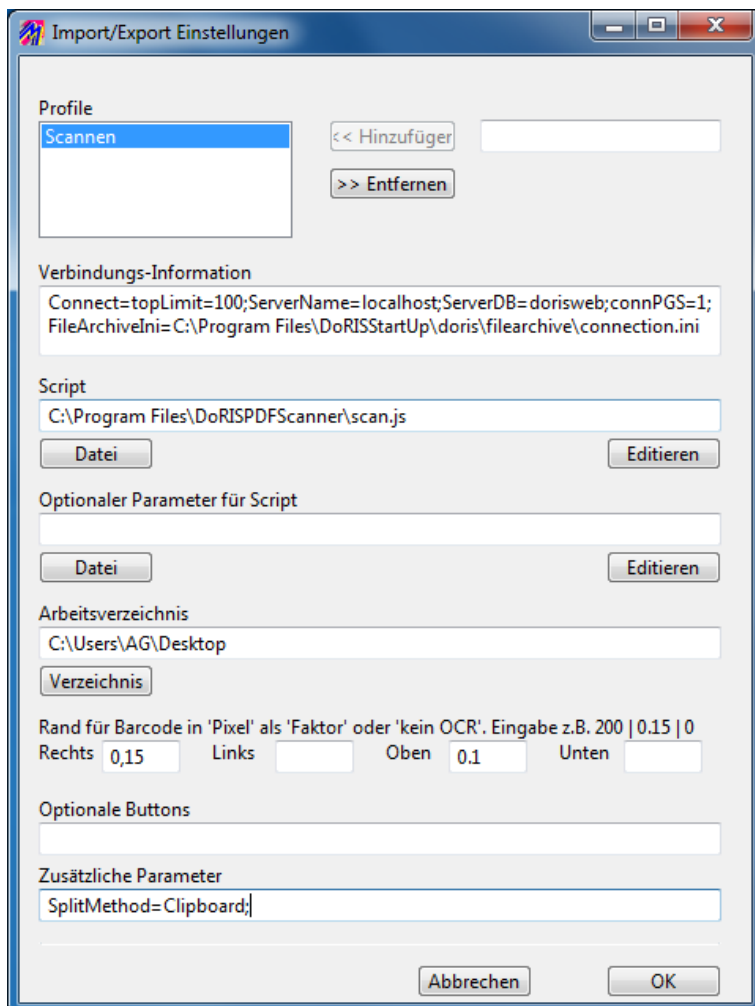 Import/Export Einstellungen
Profile
Scannen
<< Hinzufüger
>> Entfernen
Verbindungs-Information
Connect=topLimit=100;ServerName=localhost;ServerDB=dorisweb;connPGS=1;
FileArchiveIni=C:\Program Files\DoRISStartUp\doris\filearchive\connection.ini
Script
C:\Program Files\DoRISPDFScanner\scan.js
Datei Editieren
Optionaler Parameter für Script
Datei Editieren
Arbeitsverzeichnis
C:\Users\AG\Desktop
Verzeichnis
Rand für Barcode in 'Pixel' als 'Faktor' oder 'kein OCR'. Eingabe z.B. 200 | 0.15 | 0
Rechts 0,15 Links Oben 0.1 Unten
Optionale Buttons
Zusätzliche Parameter
SplitMethod=Clipboard;
Abbrechen OK